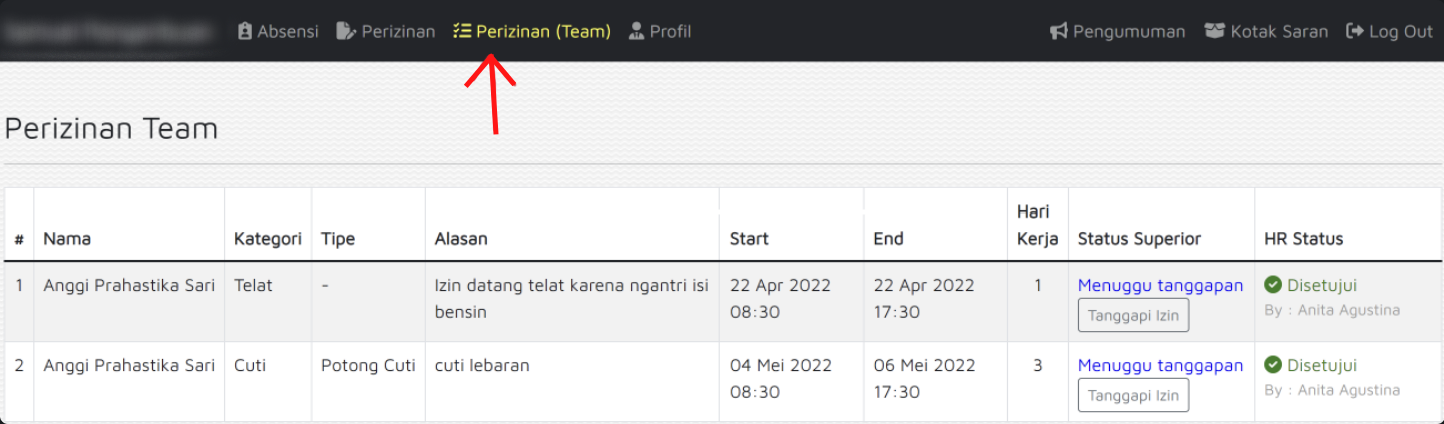 Absensi Perizinan Perizinan (Team) Profil Pengumuman Kotak Saran Log Out
Perizinan Team
# Nama Kategori Tipe Alasan Start End Hari Kerja Status Superior HR Status
1 Anggi Prahastika Sari Telat - Izin datang telat karena ngantri isi 22 Apr 2022 22 Apr 2022 1 Menuggu tanggapan Disetujui
bensin 08:30 17:30 Tanggapi Izin By : Anita Agustina
2 Anggi Prahastika Sari Cuti Potong Cuti cuti lebaran 04 Mei 2022 06 Mei 2022 3 Menuggu tanggapan Disetujui
08:30 17:30 Tanggapi Izin By : Anita Agustina